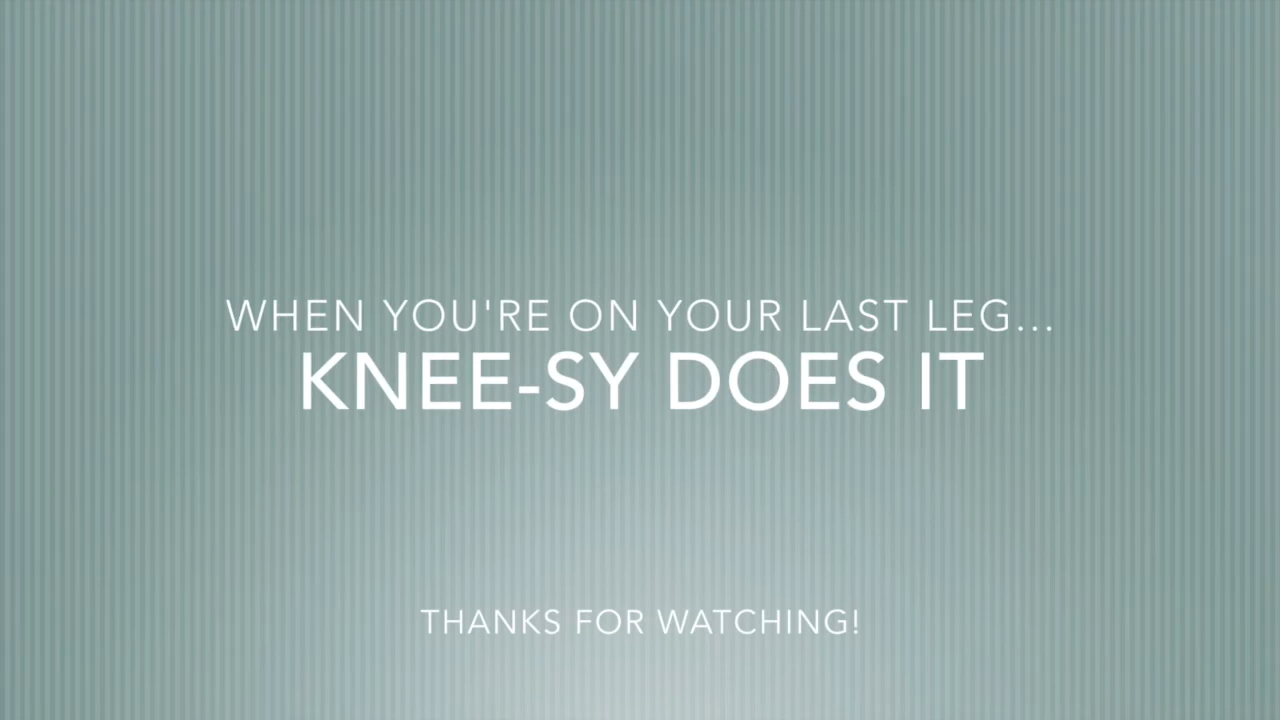 WHEN YOU'RE ON YOUR LAST LEG...
KNEE-SY DOES IT
THANKS FOR WATCHING!